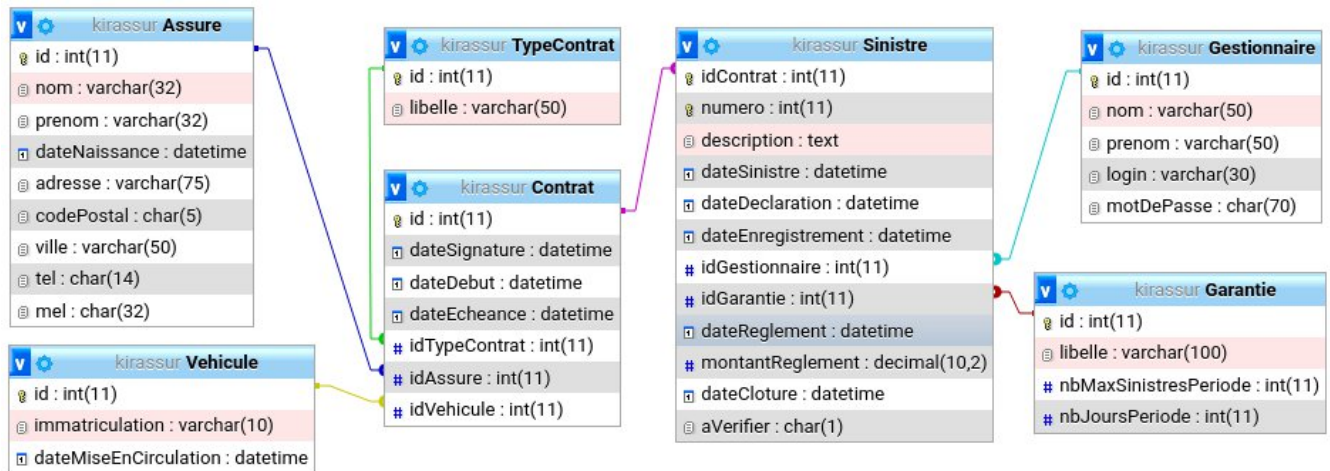 v kirassur Assure
id : int(11)
nom : varchar(32)
prenom : varchar(32)
dateNaissance : datetime
adresse : varchar(75)
codePostal : char(5)
ville : varchar(50)
tel : char(14)
mel : char(32)
v kirassur Vehicule
id : int(11)
immatriculation : varchar(10)
dateMiseEnCirculation : datetime
v kirassur TypeContrat
id : int(11)
libelle : varchar(50)
v kirassur Contrat
id : int(11)
dateSignature : datetime
dateDebut : datetime
dateEcheance : datetime
# idTypeContrat : int(11)
# idAssure : int(11)
# idVehicule : int(11)
v kirassur Sinistre
idContrat : int(11)
numero : int(11)
description : text
dateSinistre : datetime
dateDeclaration : datetime
dateEnregistrement : datetime
# idGestionnaire : int(11)
# idGarantie : int(11)
dateReglement : datetime
# montantReglement : decimal(10,2)
dateCloture : datetime
aVerifier : char(1)
v kirassur Gestionnaire
id : int(11)
nom : varchar(50)
prenom : varchar(50)
login : varchar(30)
motDePasse : char(70)
v kirassur Garantie
id : int(11)
libelle : varchar(100)
# nbMaxSinistresPeriode : int(11)
# nbJoursPeriode : int(11)